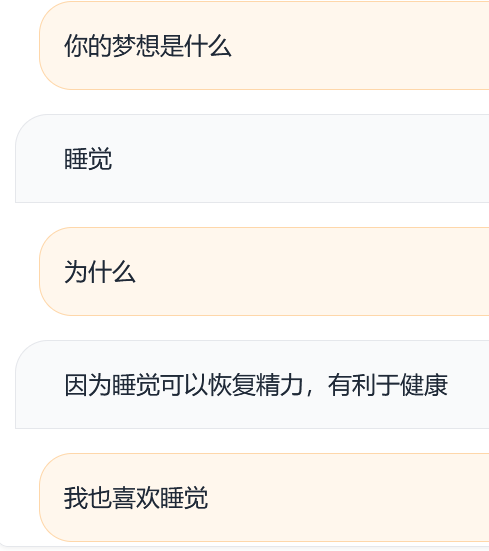 你的梦想是什么
睡觉
为什么
因为睡觉可以恢复精力，有利于健康
我也喜欢睡觉